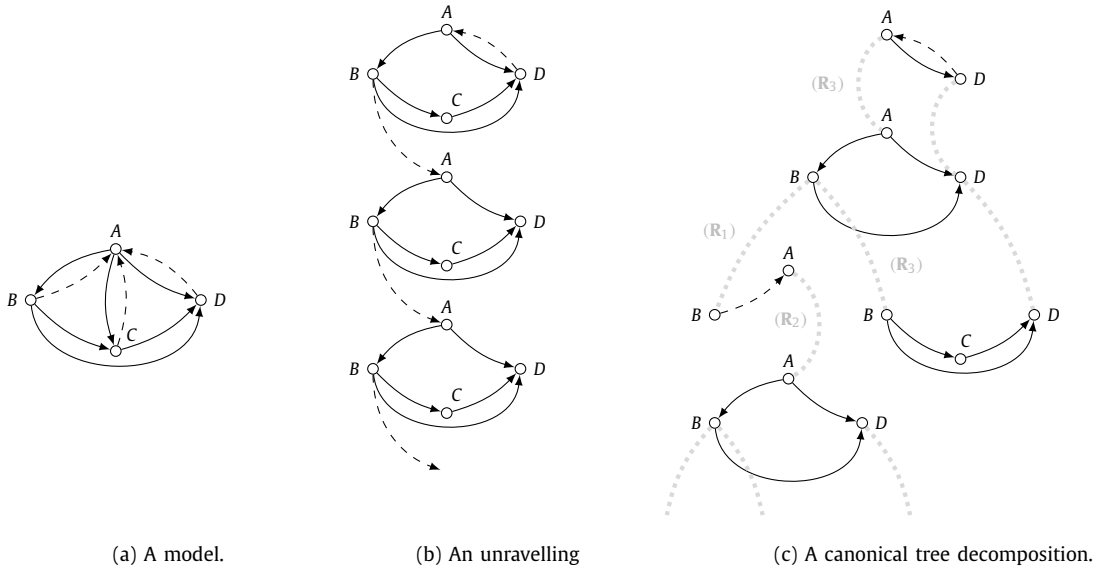 A
B
C
D
A
B
D
C
A
B
D
C
A
B
D
C
A
D
(R₃)
A
B
D
(R₁)
(R₃)
A
B
(R₂)
B
D
C
A
B
D
(a) A model.
(b) An unravelling
(c) A canonical tree decomposition.